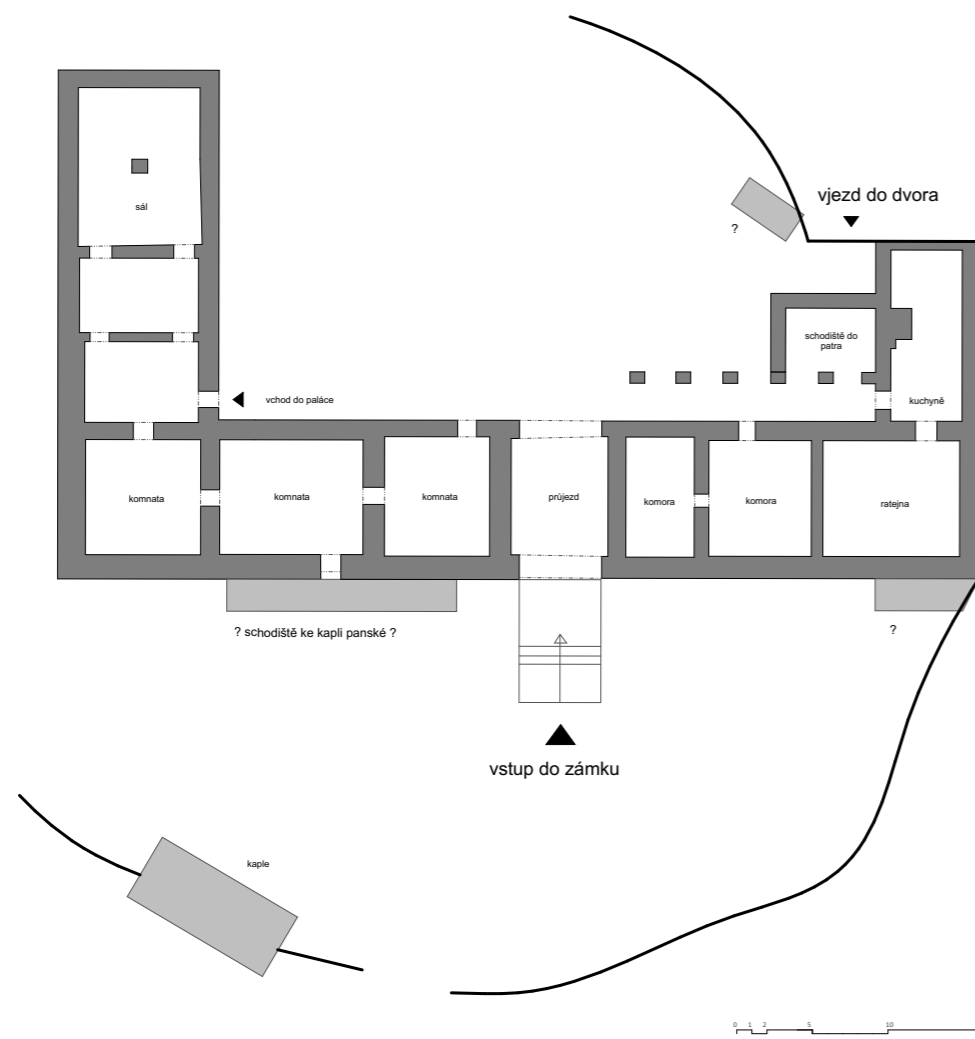 vjezd do dvora
sál
?
schodiště do
patra
vchod do paláce
kuchyně
komnata
komnata
komnata
průjezd
komora
komora
ratejna
? schodiště ke kapli panské ?
?
vstup do zámku
kaple
0 1 2 5 10